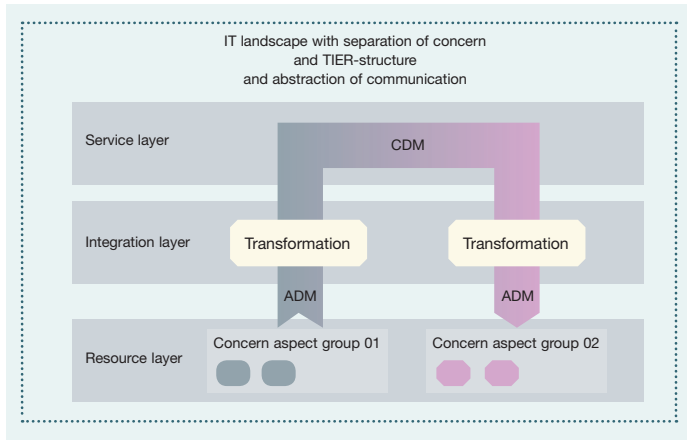 IT landscape with separation of concern
and TIER-structure
and abstraction of communication
Service layer
CDM
Integration layer
Transformation
Transformation
ADM
ADM
Resource layer
Concern aspect group 01
Concern aspect group 02